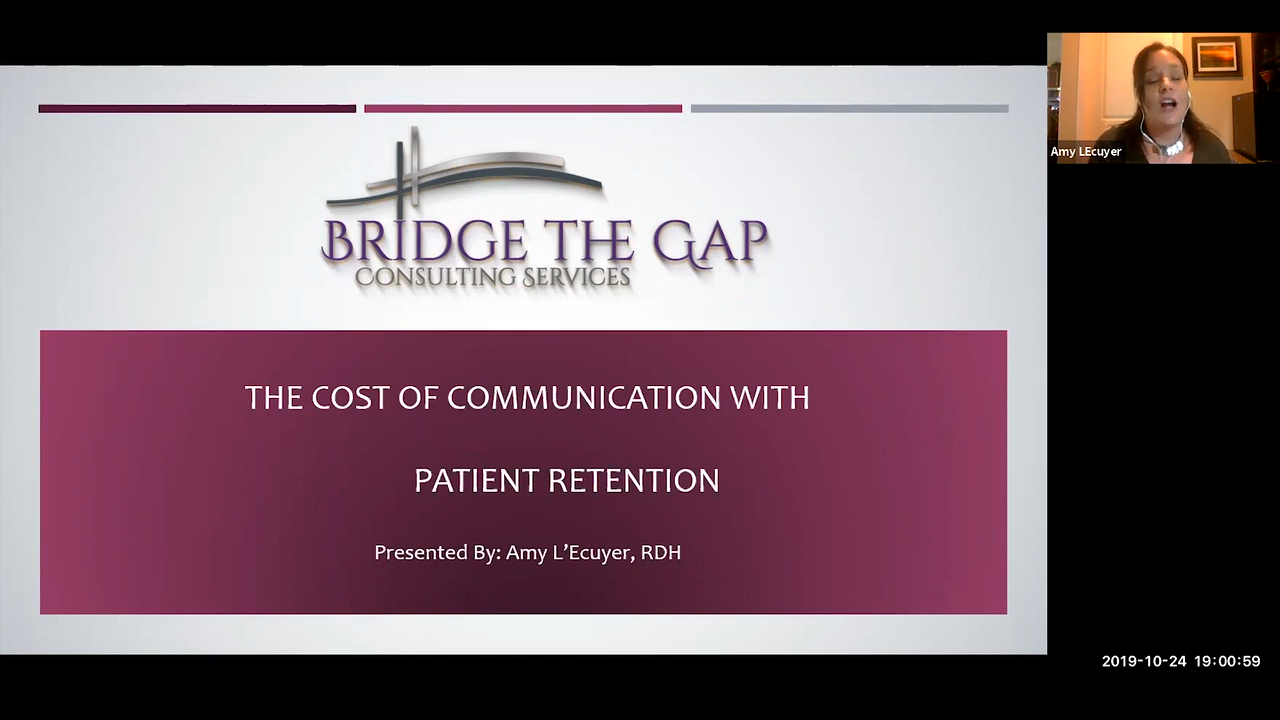 BRIDGE THE GAP
CONSULTING SERVICES
THE COST OF COMMUNICATION WITH
PATIENT RETENTION
Presented By: Amy L’Ecuyer, RDH
Amy LEcuyer
2019-10-24 19:00:59